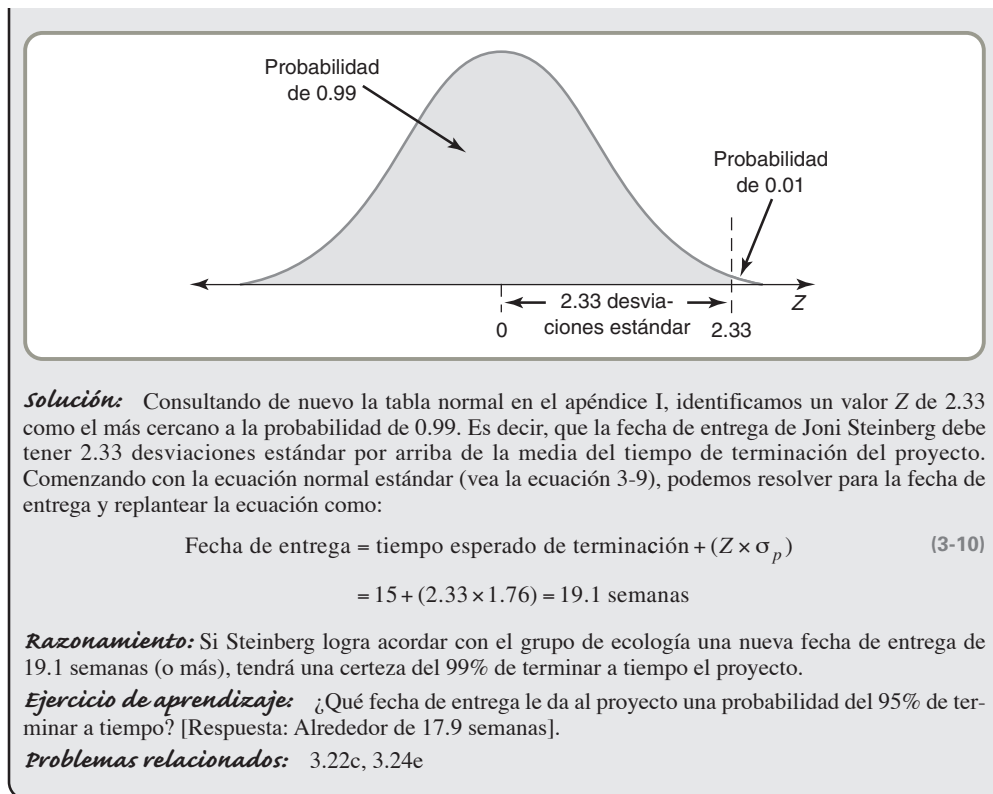 Probabilidad
de 0.99
Probabilidad
de 0.01
2.33 desvia-
ciones estándar
0
2.33
Z
Solución: Consultando de nuevo la tabla normal en el apéndice I, identificamos un valor Z de 2.33
como el más cercano a la probabilidad de 0.99. Es decir, que la fecha de entrega de Joni Steinberg debe
tener 2.33 desviaciones estándar por arriba de la media del tiempo de terminación del proyecto.
Comenzando con la ecuación normal estándar (vea la ecuación 3-9), podemos resolver para la fecha de
entrega y replantear la ecuación como:
Fecha de entrega = tiempo esperado de terminación + (Z × σp) (3-10)
= 15 + (2.33 × 1.76) = 19.1 semanas
Razonamiento: Si Steinberg logra acordar con el grupo de ecología una nueva fecha de entrega de
19.1 semanas (o más), tendrá una certeza del 99% de terminar a tiempo el proyecto.
Ejercicio de aprendizaje: ¿Qué fecha de entrega le da al proyecto una probabilidad del 95% de ter-
minar a tiempo? [Respuesta: Alrededor de 17.9 semanas].
Problemas relacionados: 3.22c, 3.24e